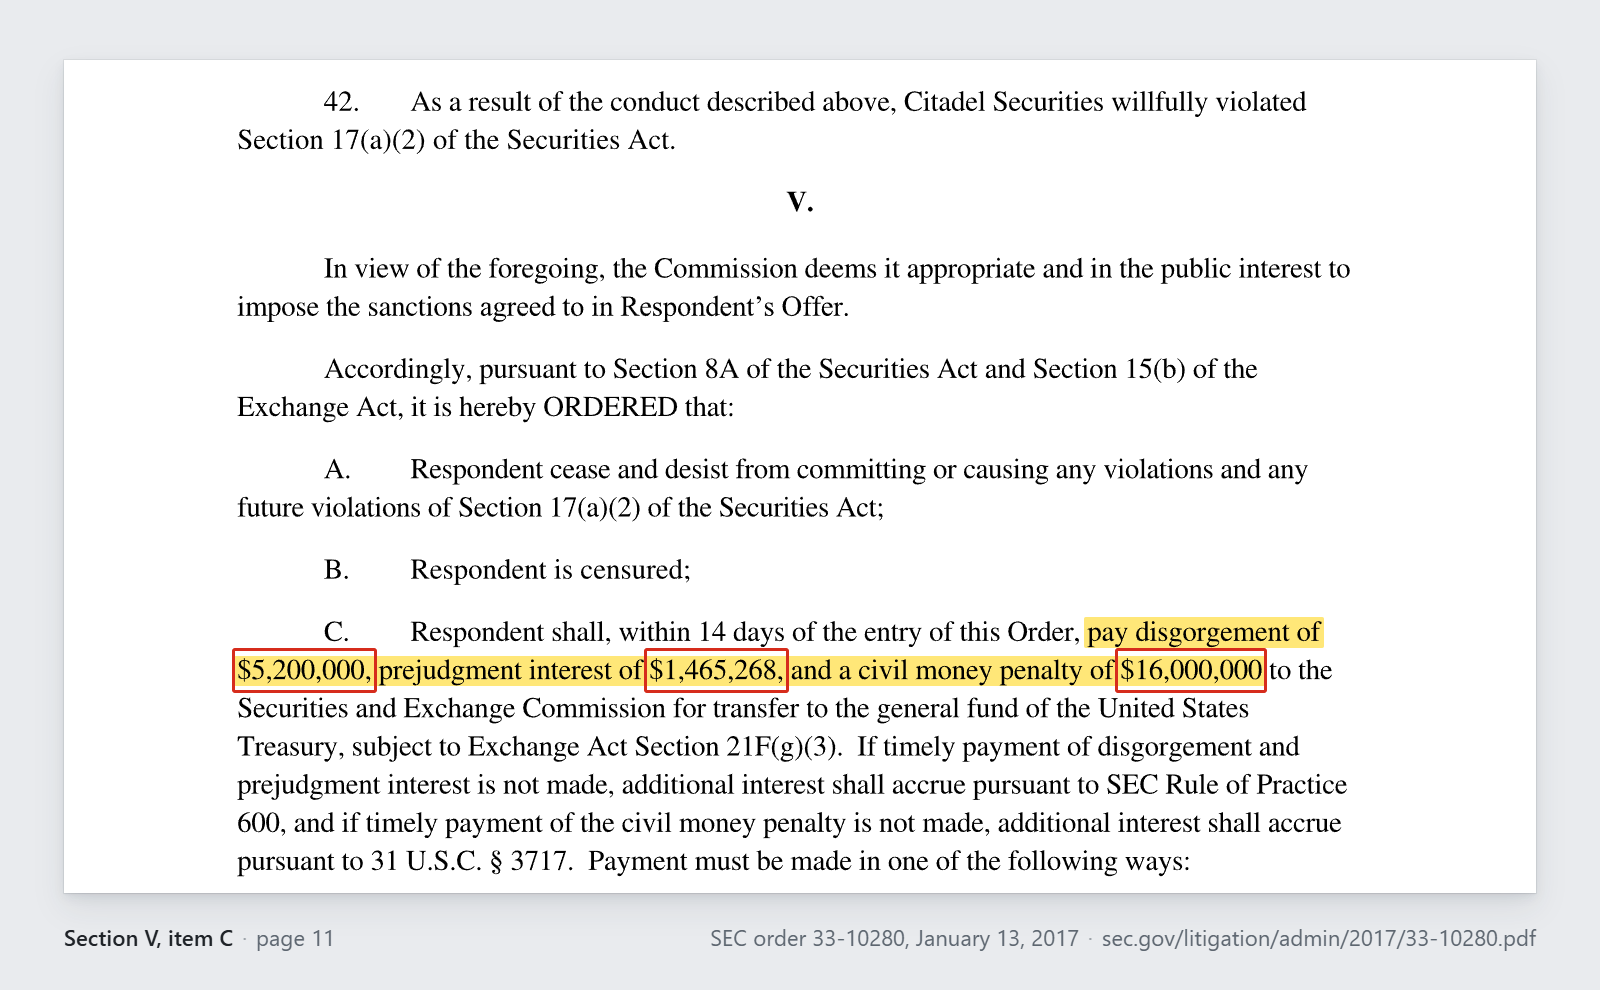 42. As a result of the conduct described above, Citadel Securities willfully violated
Section 17(a)(2) of the Securities Act.
V.
In view of the foregoing, the Commission deems it appropriate and in the public interest to
impose the sanctions agreed to in Respondent’s Offer.
Accordingly, pursuant to Section 8A of the Securities Act and Section 15(b) of the
Exchange Act, it is hereby ORDERED that:
A. Respondent cease and desist from committing or causing any violations and any
future violations of Section 17(a)(2) of the Securities Act;
B. Respondent is censured;
C. Respondent shall, within 14 days of the entry of this Order, pay disgorgement of
$5,200,000, prejudgment interest of $1,465,268, and a civil money penalty of $16,000,000 to the
Securities and Exchange Commission for transfer to the general fund of the United States
Treasury, subject to Exchange Act Section 21F(g)(3). If timely payment of disgorgement and
prejudgment interest is not made, additional interest shall accrue pursuant to SEC Rule of Practice
600, and if timely payment of the civil money penalty is not made, additional interest shall accrue
pursuant to 31 U.S.C. § 3717. Payment must be made in one of the following ways:
Section V, item C · page 11
SEC order 33-10280, January 13, 2017 · sec.gov/litigation/admin/2017/33-10280.pdf